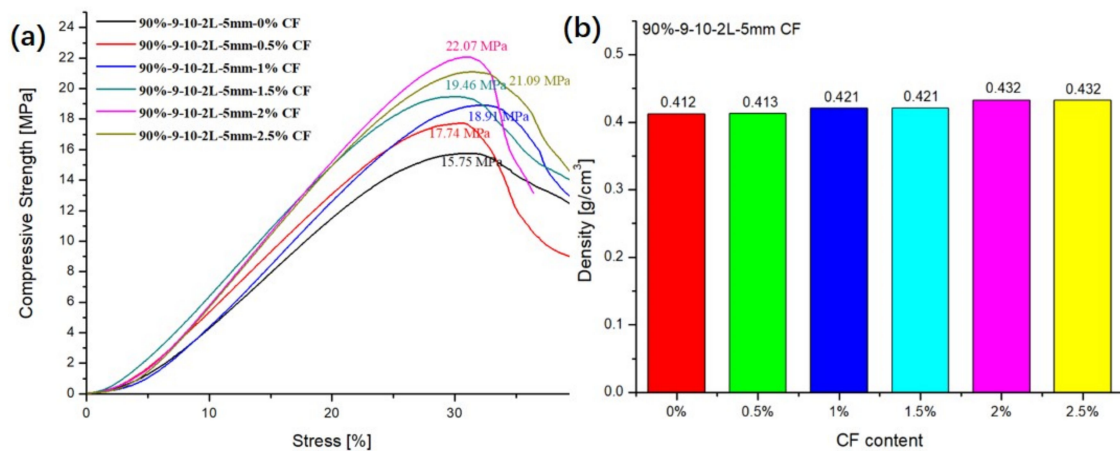 (a)
90%-9-10-2L-5mm-0% CF
90%-9-10-2L-5mm-0.5% CF
90%-9-10-2L-5mm-1% CF
90%-9-10-2L-5mm-1.5% CF
90%-9-10-2L-5mm-2% CF
90%-9-10-2L-5mm-2.5% CF
22.07 MPa
21.09 MPa
19.46 MPa
18.91 MPa
17.74 MPa
15.75 MPa
Compressive Strength [MPa]
24
22
20
18
16
14
12
10
8
6
4
2
0
0
10
20
30
Stress [%]
(b)
90%-9-10-2L-5mm CF
Density [g/cm³]
0.5
0.4
0.3
0.2
0.1
0.0
0.412
0.413
0.421
0.421
0.432
0.432
0%
0.5%
1%
1.5%
2%
2.5%
CF content